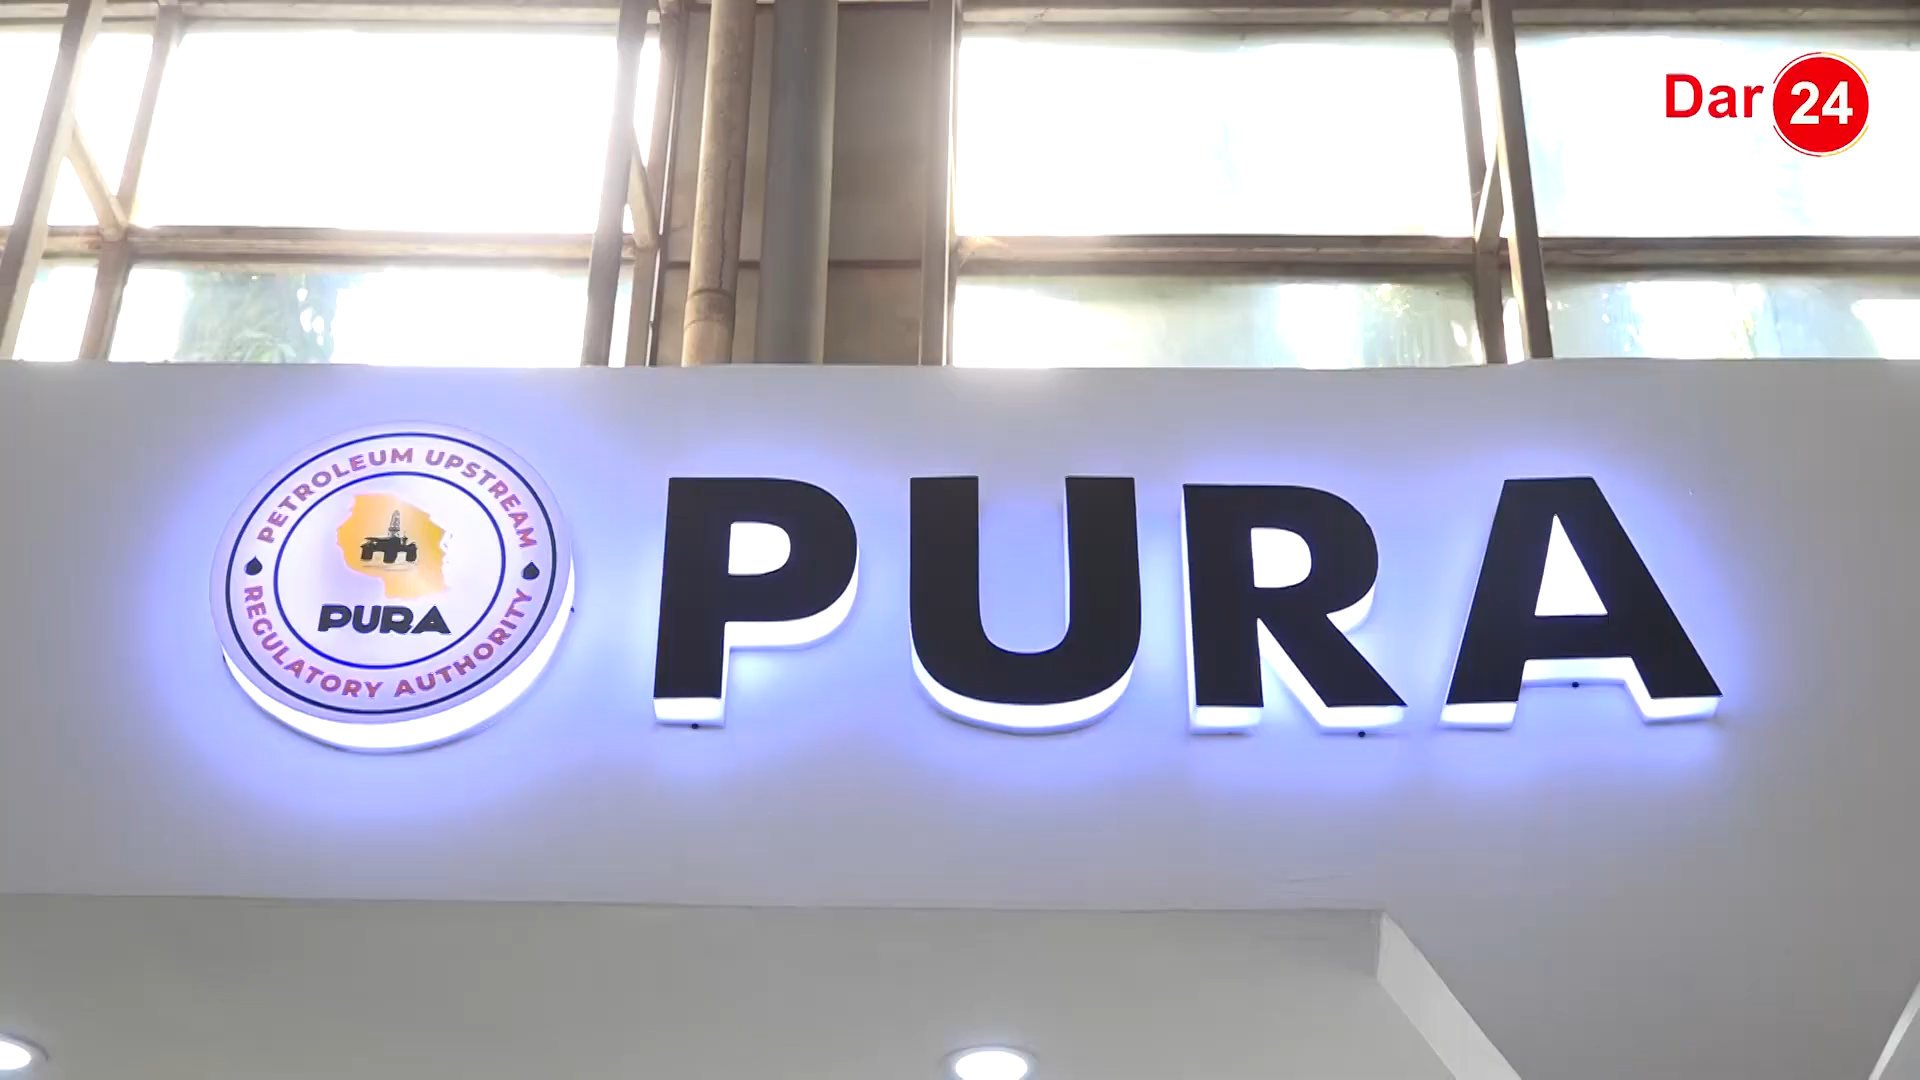 Dar 24
PETROLEUM UPSTREAM
REGULATORY AUTHORITY
PURA
PURA